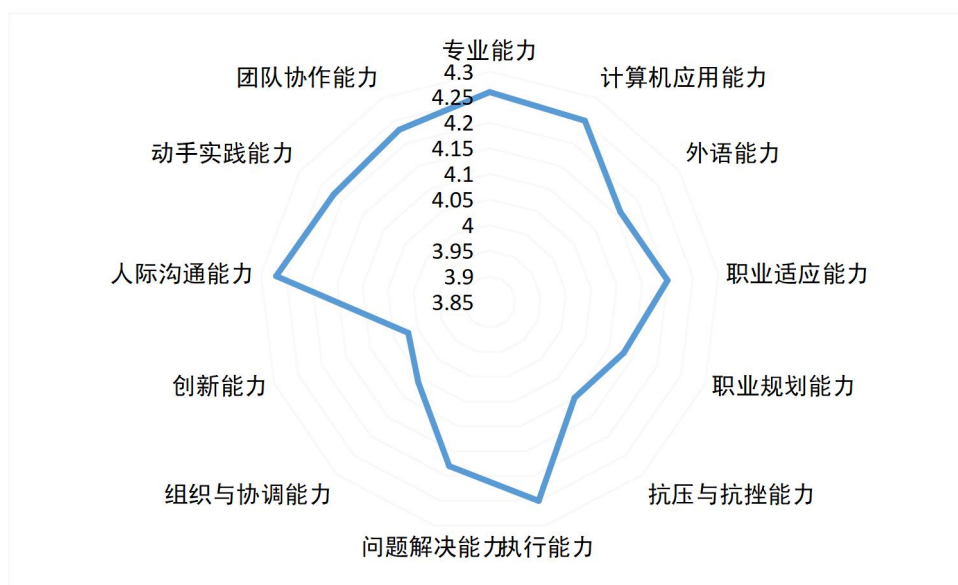 专业能力
团队协作能力
4.3
计算机应用能力
4.25
4.2
动手实践能力
4.15
外语能力
4.1
4.05
4
3.95
人际沟通能力
3.9
职业适应能力
3.85
创新能力
职业规划能力
组织与协调能力
抗压与抗挫能力
问题解决能力
执行能力